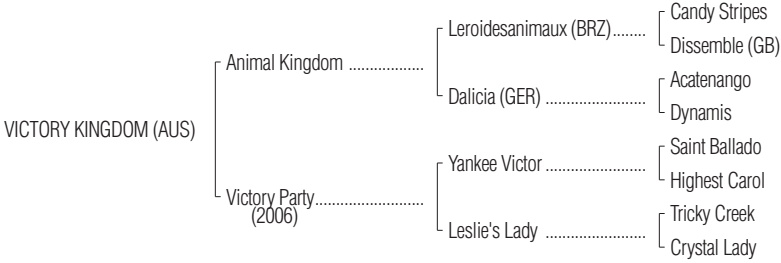 Candy Stripes
Leroidesanimaux (BRZ)........
Dissemble (GB)
Animal Kingdom ..................
Acatenango
Dalicia (GER) ........................
Dynamis
VICTORY KINGDOM (AUS)
Saint Ballado
Yankee Victor ........................
Highest Carol
Victory Party..........................
(2006)
Tricky Creek
Leslie's Lady ........................
Crystal Lady